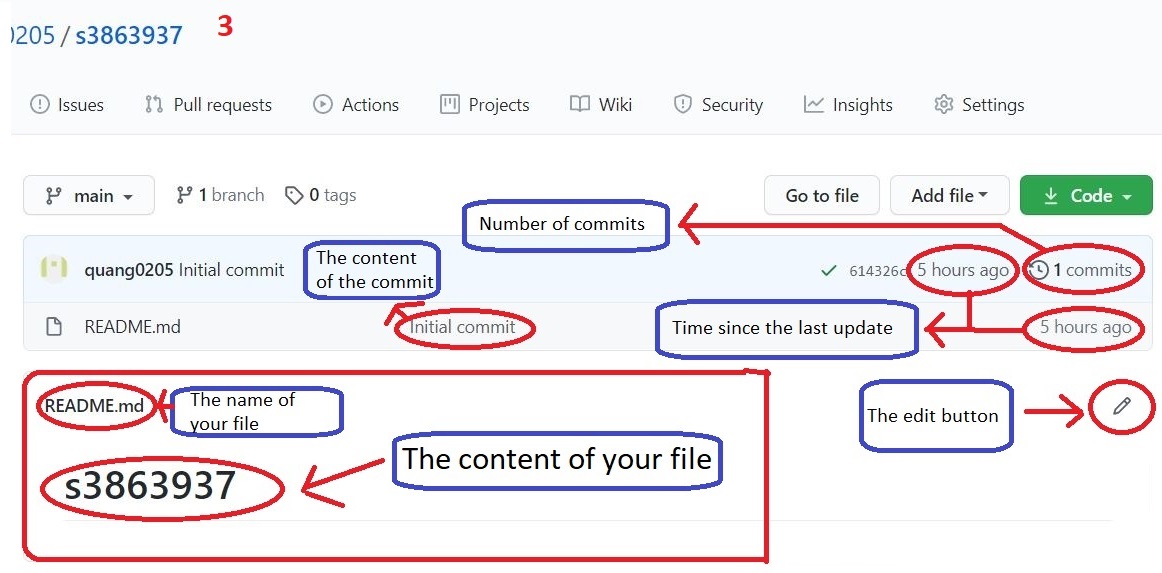 0205 / s3863937 3
Issues Pull requests Actions Projects Wiki Security Insights Settings
main 1 branch 0 tags Go to file Add file Code
Number of commits
quang0205 Initial commit
The content
of the commit
614326c 5 hours ago 1 commits
README.md Initial commit
Time since the last update
5 hours ago
README.md
The name of
your file
The edit button
The content of your file
s3863937